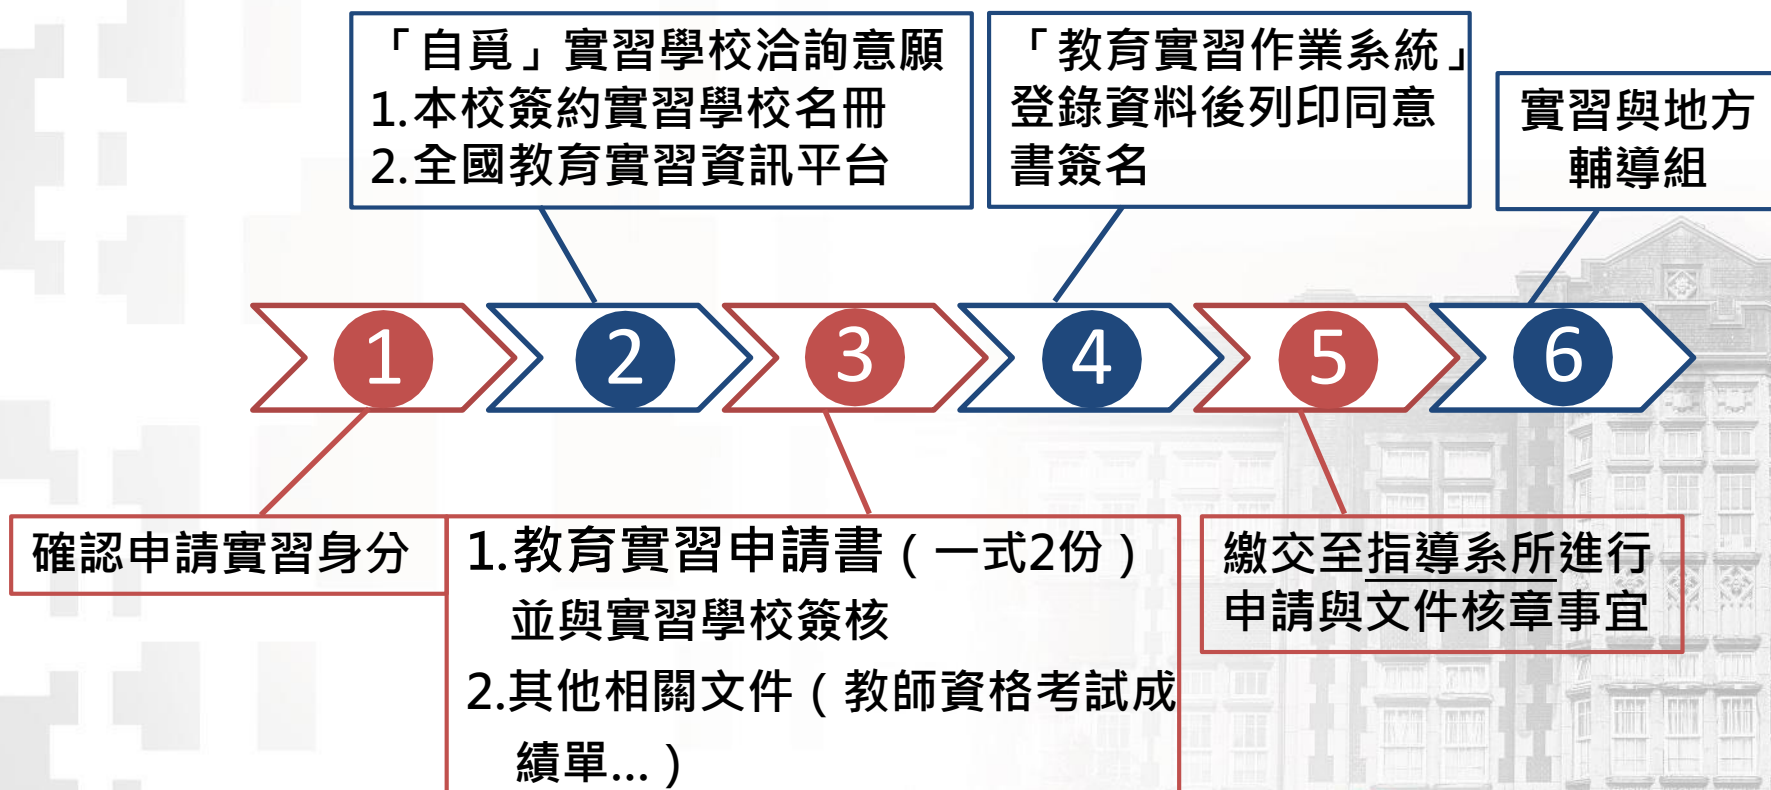 「自覓」實習學校洽詢意願
1.本校簽約實習學校名冊
2.全國教育實習資訊平台
「教育實習作業系統」
登錄資料後列印同意
書簽名
實習與地方
輔導組
1
2
3
4
5
6
確認申請實習身分
1.教育實習申請書（一式2份）
並與實習學校簽核
2.其他相關文件（教師資格考試成
績單...）
繳交至指導系所進行
申請與文件核章事宜